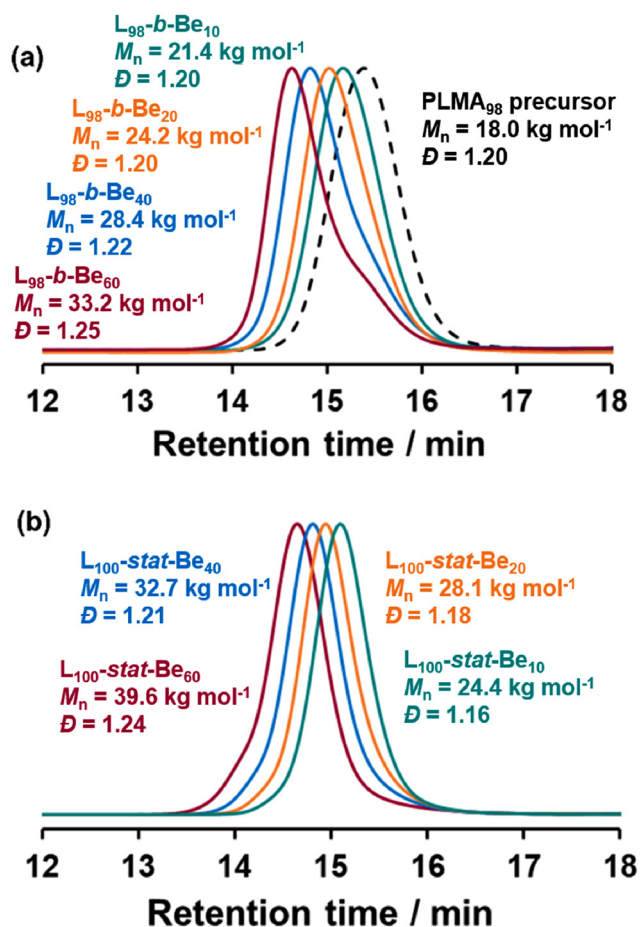 (a)
L98-b-Be10
Mn = 21.4 kg mol-1
Đ = 1.20
L98-b-Be20
Mn = 24.2 kg mol-1
Đ = 1.20
L98-b-Be40
Mn = 28.4 kg mol-1
Đ = 1.22
L98-b-Be60
Mn = 33.2 kg mol-1
Đ = 1.25
PLMA98 precursor
Mn = 18.0 kg mol-1
Đ = 1.20
12 13 14 15 16 17 18
Retention time / min
(b)
L100-stat-Be40
Mn = 32.7 kg mol-1
Đ = 1.21
L100-stat-Be60
Mn = 39.6 kg mol-1
Đ = 1.24
L100-stat-Be20
Mn = 28.1 kg mol-1
Đ = 1.18
L100-stat-Be10
Mn = 24.4 kg mol-1
Đ = 1.16
12 13 14 15 16 17 18
Retention time / min